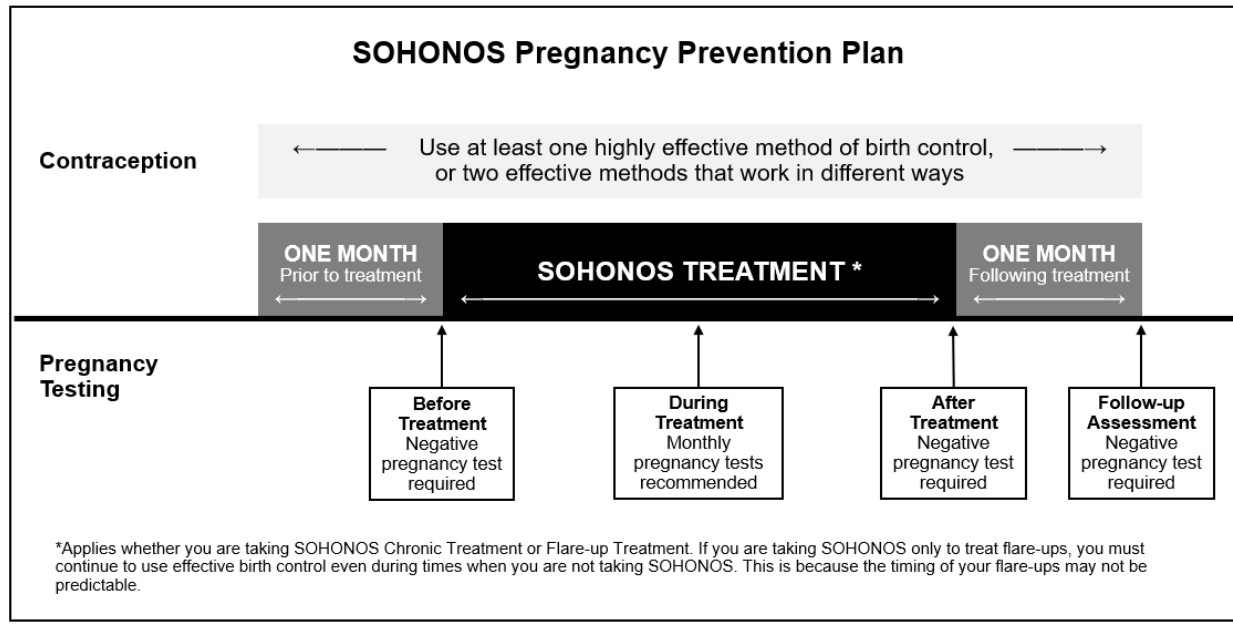 SOHONOS Pregnancy Prevention Plan
Contraception
←——— Use at least one highly effective method of birth control, ———→
or two effective methods that work in different ways
ONE MONTH
Prior to treatment
SOHONOS TREATMENT *
ONE MONTH
Following treatment
Pregnancy
Testing
Before
Treatment
Negative
pregnancy test
required
During
Treatment
Monthly
pregnancy tests
recommended
After
Treatment
Negative
pregnancy test
required
Follow-up
Assessment
Negative
pregnancy test
required
*Applies whether you are taking SOHONOS Chronic Treatment or Flare-up Treatment. If you are taking SOHONOS only to treat flare-ups, you must
continue to use effective birth control even during times when you are not taking SOHONOS. This is because the timing of your flare-ups may not be
predictable.